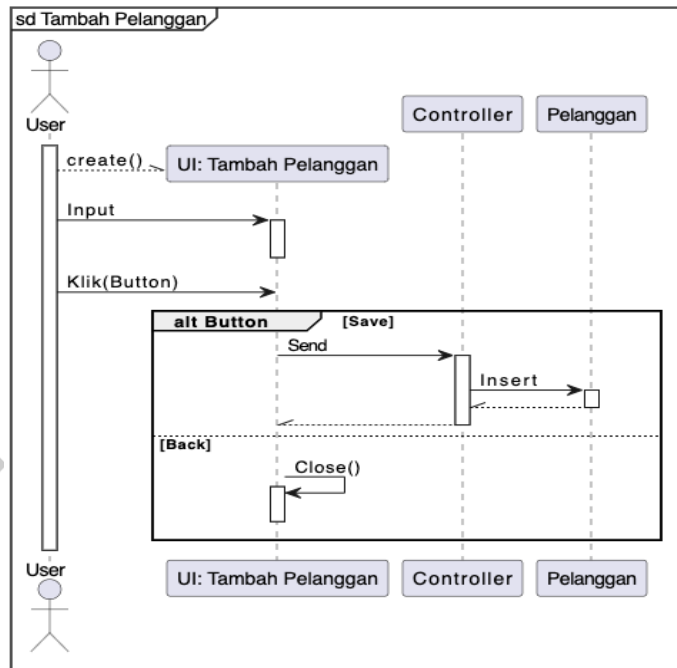 sd Tambah Pelanggan
User
Controller
Pelanggan
create()
UI: Tambah Pelanggan
Input
Klik(Button)
alt Button
[Save]
Send
Insert
[Back]
Close()
User
UI: Tambah Pelanggan
Controller
Pelanggan